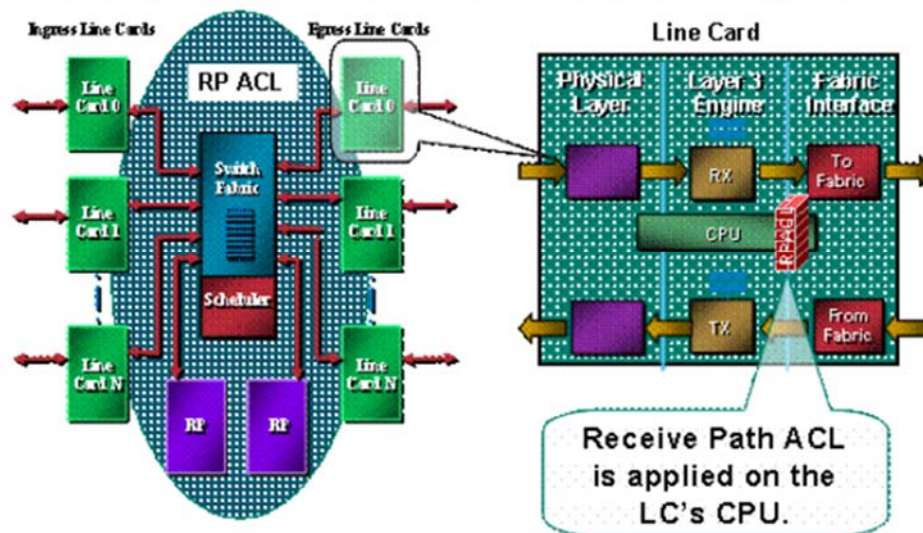 Ingress Line Cards
Egress Line Cards
RP ACL
Line
Card 0
Line
Card 1
Line
Card N
Switch
Fabric
Scheduler
RP
RP
Line
Card 0
Line
Card 1
Line
Card N
Line Card
Physical
Layer
Layer 3
Engine
Fabric
Interface
RX
To
Fabric
CPU
RPACL
TX
From
Fabric
Receive Path ACL
is applied on the
LC's CPU.